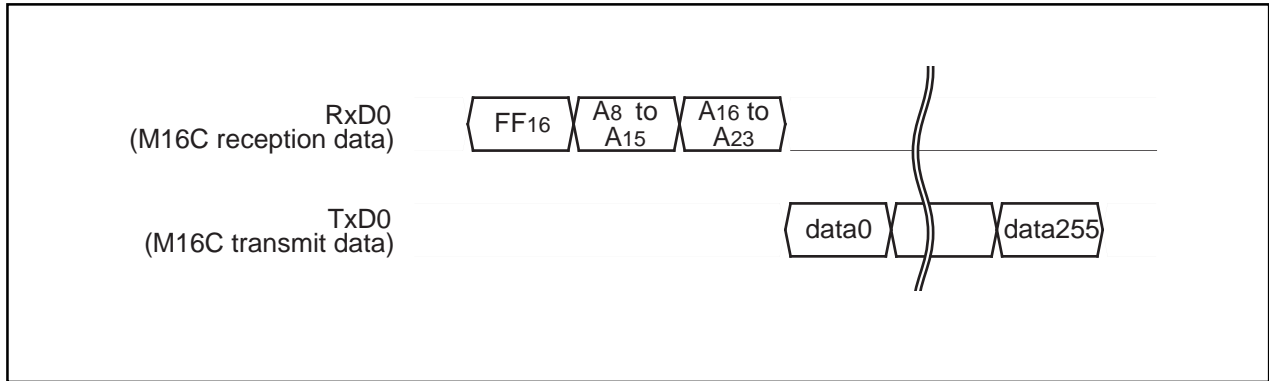 RxD0
(M16C reception data)
FF16
A8 to
A15
A16 to
A23
TxD0
(M16C transmit data)
data0
data255